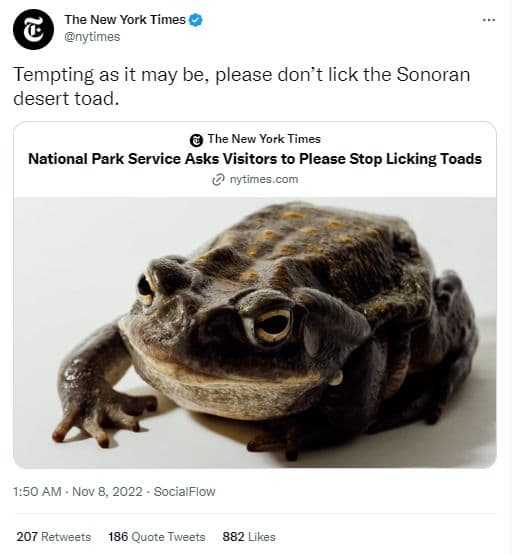 The New York Times
@nytimes
Tempting as it may be, please don’t lick the Sonoran
desert toad.
The New York Times
National Park Service Asks Visitors to Please Stop Licking Toads
nytimes.com
1:50 AM · Nov 8, 2022 · SocialFlow
207 Retweets 186 Quote Tweets 882 Likes